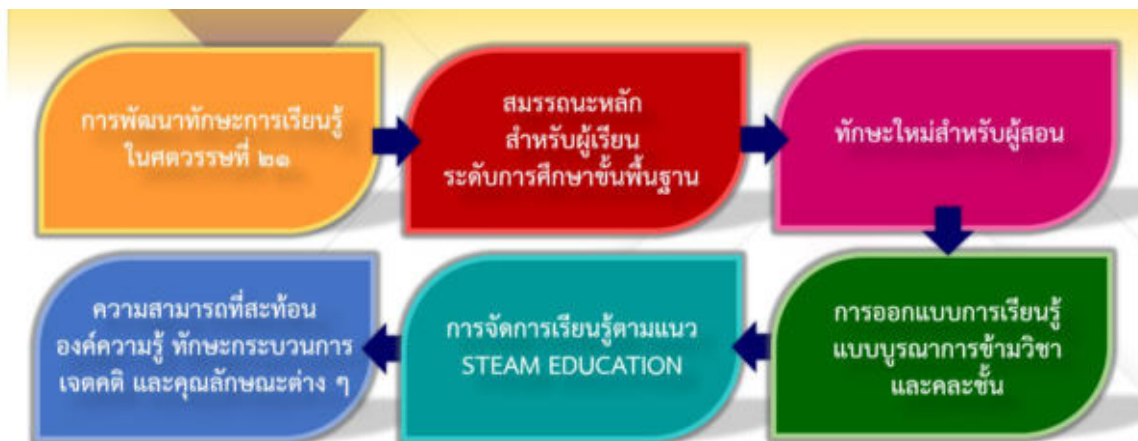 การพัฒนาทักษะการเรียนรู้
ในศตวรรษที่ ๒๑
สมรรถนะหลัก
สำหรับผู้เรียน
ระดับการศึกษาขั้นพื้นฐาน
ทักษะใหม่สำหรับผู้สอน
การออกแบบการเรียนรู้
แบบบูรณาการข้ามวิชา
และคละชั้น
การจัดการเรียนรู้ตามแนว
STEAM EDUCATION
ความสามารถที่สะท้อน
องค์ความรู้ ทักษะกระบวนการ
เจตคติ และคุณลักษณะต่าง ๆ